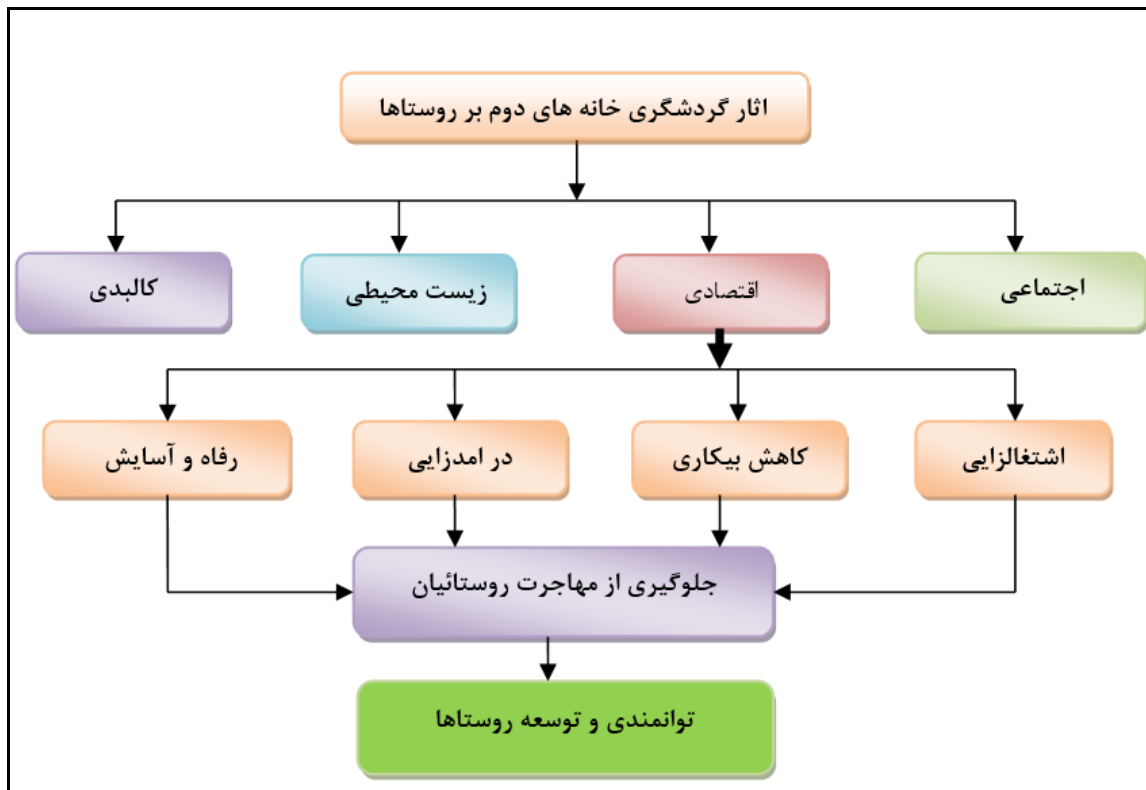 اثار گردشگری خانه های دوم بر روستاها
اجتماعی
اقتصادی
زیست محیطی
کالبدی
اشتغالزایی
کاهش بیکاری
در امدزایی
رفاه و آسایش
جلوگیری از مهاجرت روستائیان
توانمندی و توسعه روستاها